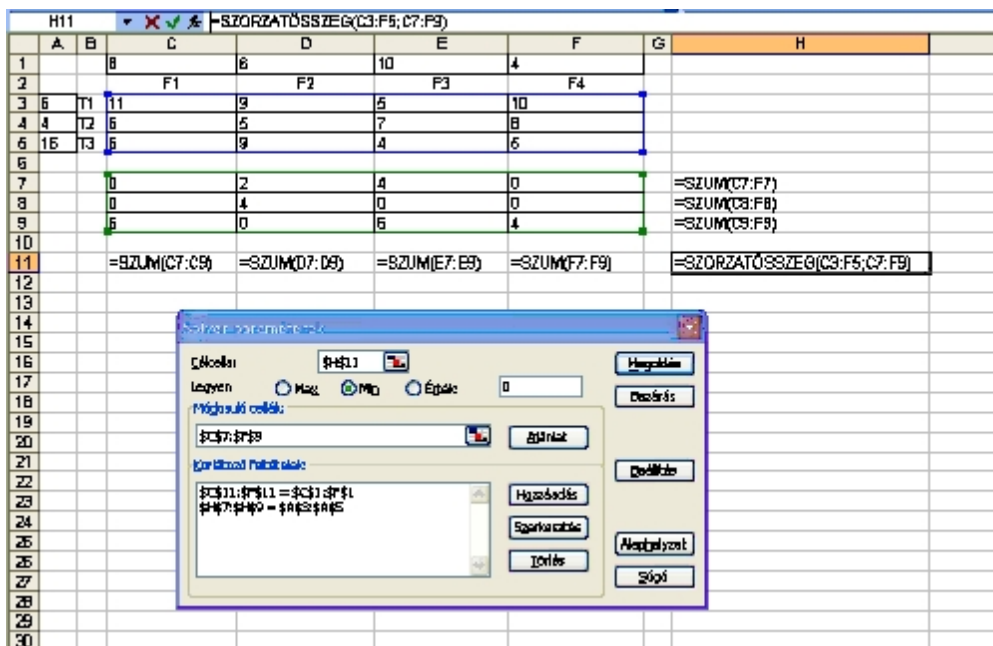 H11 =SZORZATÖSSZEG(C3:F5;C7:F9)
A B C D E F G H
1 8 6 10 4
2 F1 F2 F3 F4
3 6 T1 11 9 5 10
4 4 T2 6 5 7 8
5 T3 6 9 4 6
6
7 0 2 4 0 =SZUM(C7:F7)
8 0 4 0 0 =SZUM(C8:F8)
9 0 6 4 =SZUM(C9:F9)
10
11 =SZUM(C7:C9) =SZUM(D7:D9) =SZUM(E7:E9) =SZUM(F7:F9) =SZORZATÖSSZEG(C3:F5;C7:F9)
12
13
14
15
16
17
18
19
20
21
22
23
24
25
26
27
28
29
30
Solver paraméterek
Célcella: $H$11 Megoldás
Legyen Max Min Érték: 0 Bezárás
Módosuló cellák:
$C$7:$F$9 Ajánlat
Korlátozó feltételek: Beállítás
$C$11:$F$11 = $C$1:$F$1 Hozzáadás
$H$7:$H$9 = $A$3:$A$5
Szerkesztés
Törlés Alaphelyzet
Súgó